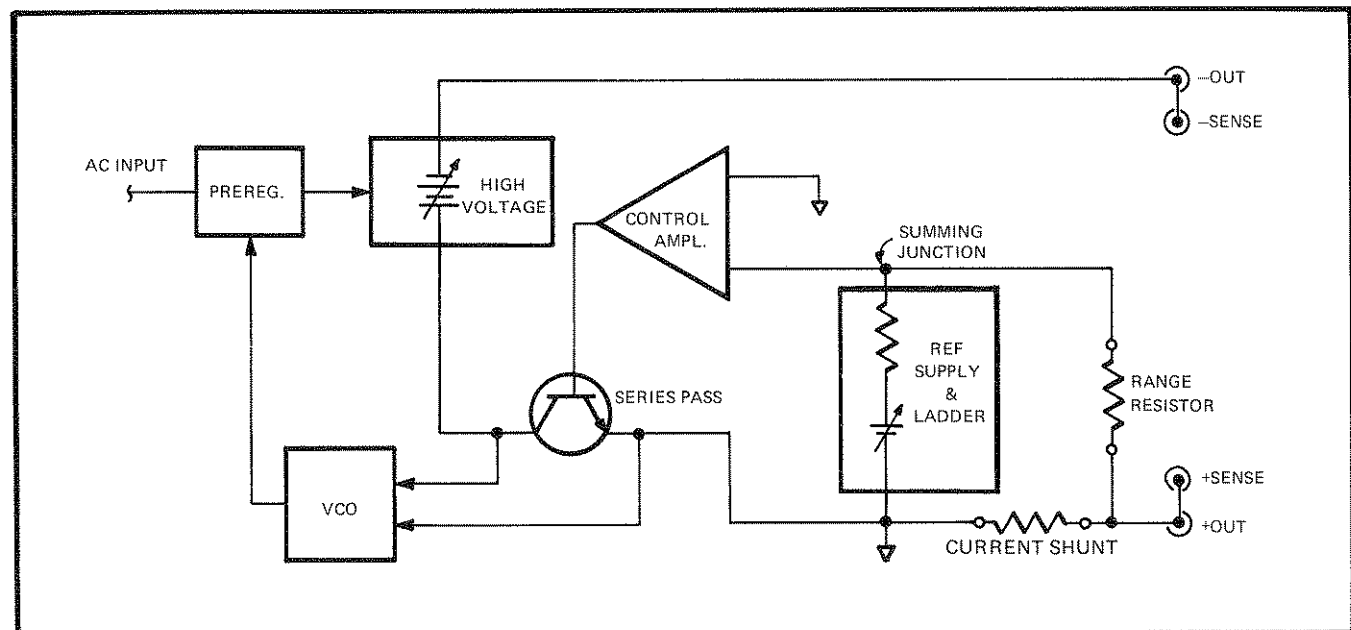 —OUT
—SENSE
AC INPUT
PREREG.
HIGH
VOLTAGE
CONTROL
AMPL.
SUMMING
JUNCTION
REF
SUPPLY
&
LADDER
RANGE
RESISTOR
SERIES PASS
VCO
+SENSE
+OUT
CURRENT SHUNT